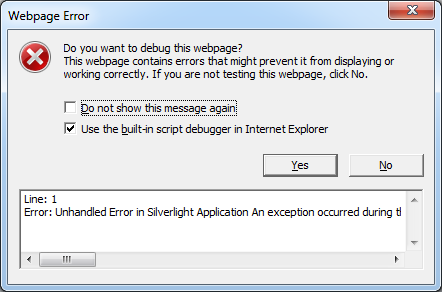 Webpage Error
Do you want to debug this webpage?
This webpage contains errors that might prevent it from displaying or
working correctly. If you are not testing this webpage, click No.
Do not show this message again
Use the built-in script debugger in Internet Explorer
Yes
No
Line: 1
Error: Unhandled Error in Silverlight Application An exception occurred during th